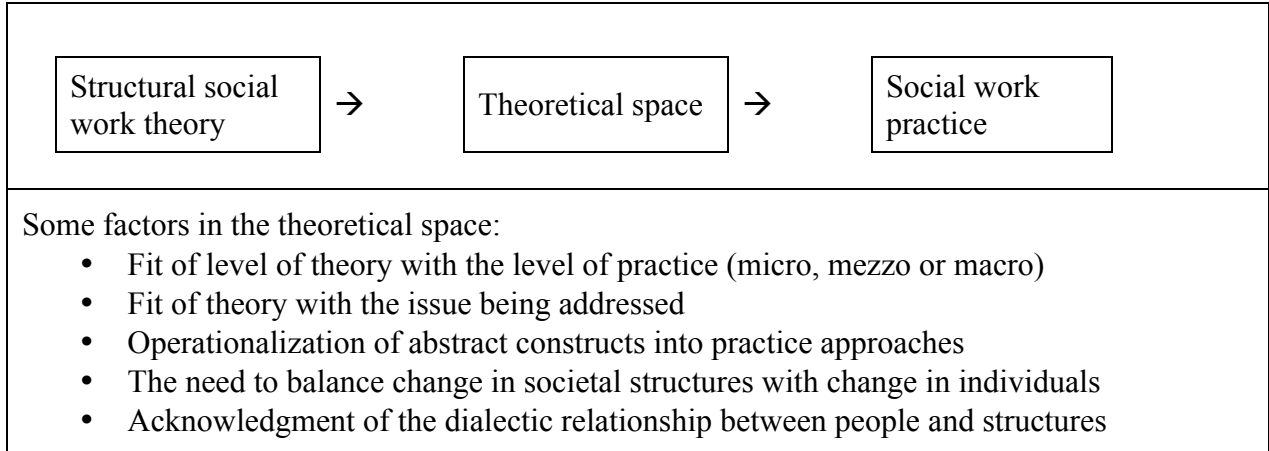 Structural social
work theory
→
Theoretical space
→
Social work
practice
Some factors in the theoretical space:
• Fit of level of theory with the level of practice (micro, mezzo or macro)
• Fit of theory with the issue being addressed
• Operationalization of abstract constructs into practice approaches
• The need to balance change in societal structures with change in individuals
• Acknowledgment of the dialectic relationship between people and structures